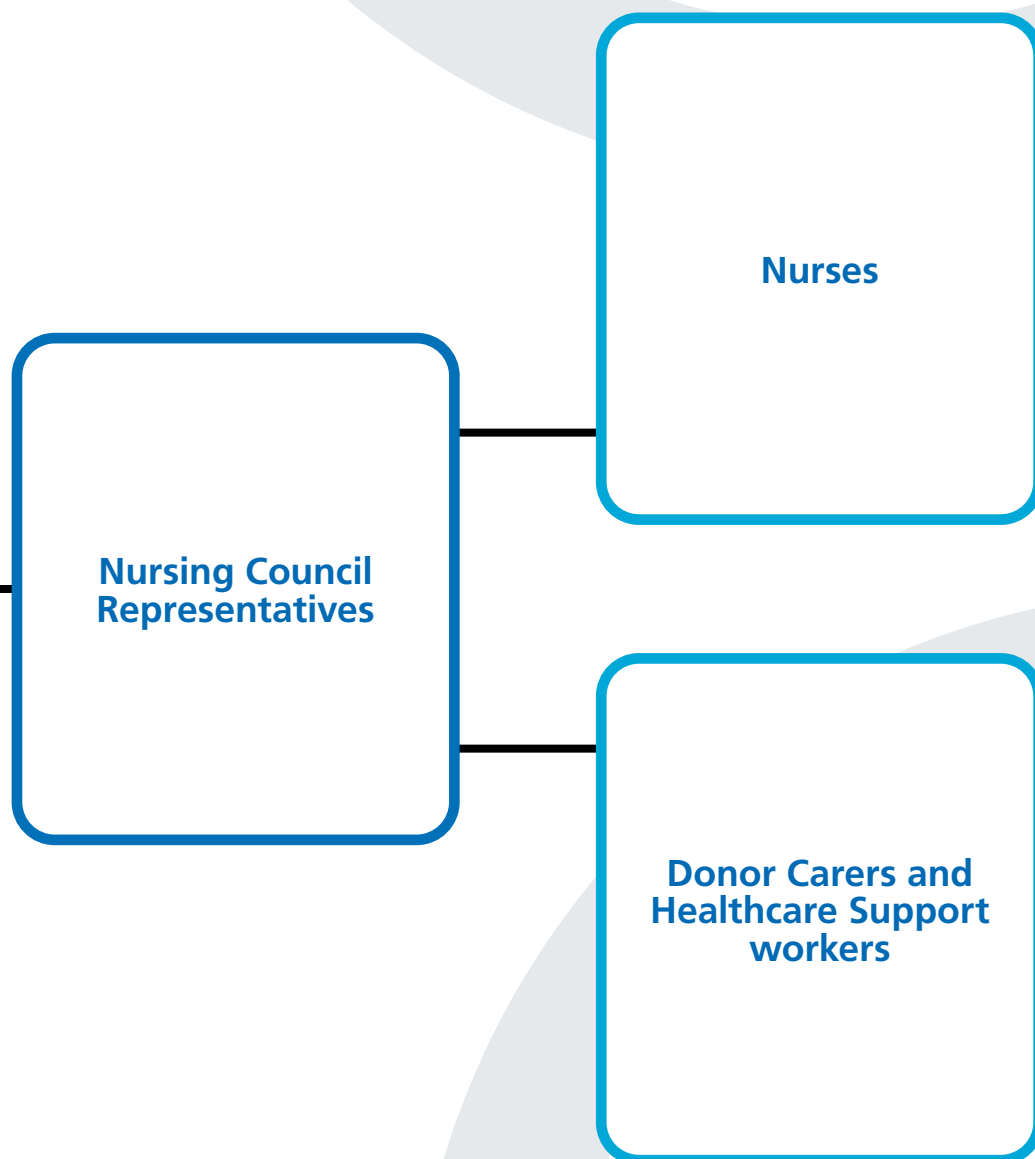 Nurses
Nursing Council
Representatives
Donor Carers and
Healthcare Support
workers